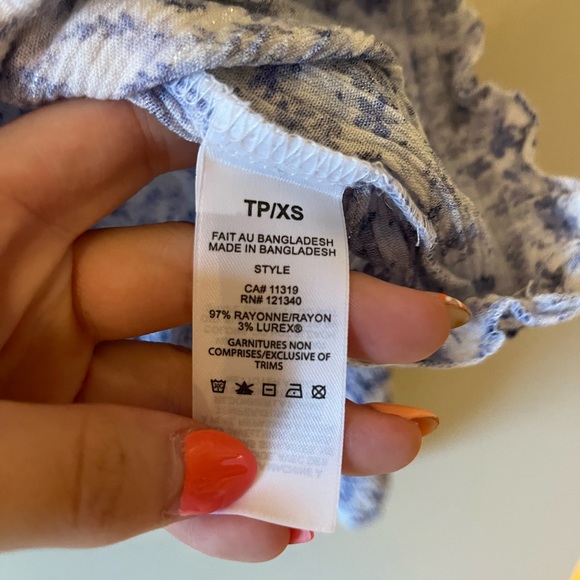 TP/XS
FAIT AU BANGLADESH
MADE IN BANGLADESH
STYLE
CA# 11319
RN# 121340
97% RAYONNE/RAYON
3% LUREX®
GARNITURES NON
COMPRISES/EXCLUSIVE OF
TRIMS